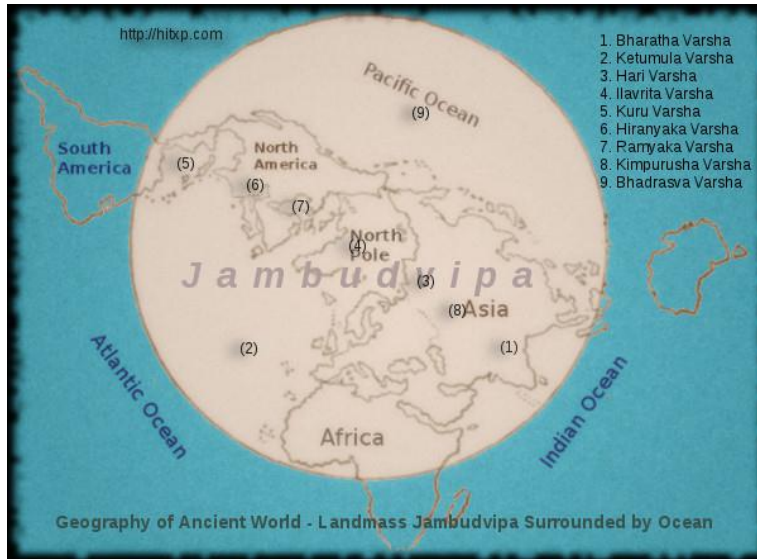 http://hitxp.com
1. Bharatha Varsha
2. Ketumula Varsha
3. Hari Varsha
4. Ilavrita Varsha
5. Kuru Varsha
6. Hiranyaka Varsha
7. Ramyaka Varsha
8. Kimpurusha Varsha
9. Bhadrasva Varsha
Pacific Ocean
(9)
South
America
(5)
North
America
(6)
(7)
North
(4)
Pole
Jambudvipa
(3)
(8)
Asia
(2)
(1)
Atlantic Ocean
Indian Ocean
Africa
Geography of Ancient World - Landmass Jambudvipa Surrounded by Ocean